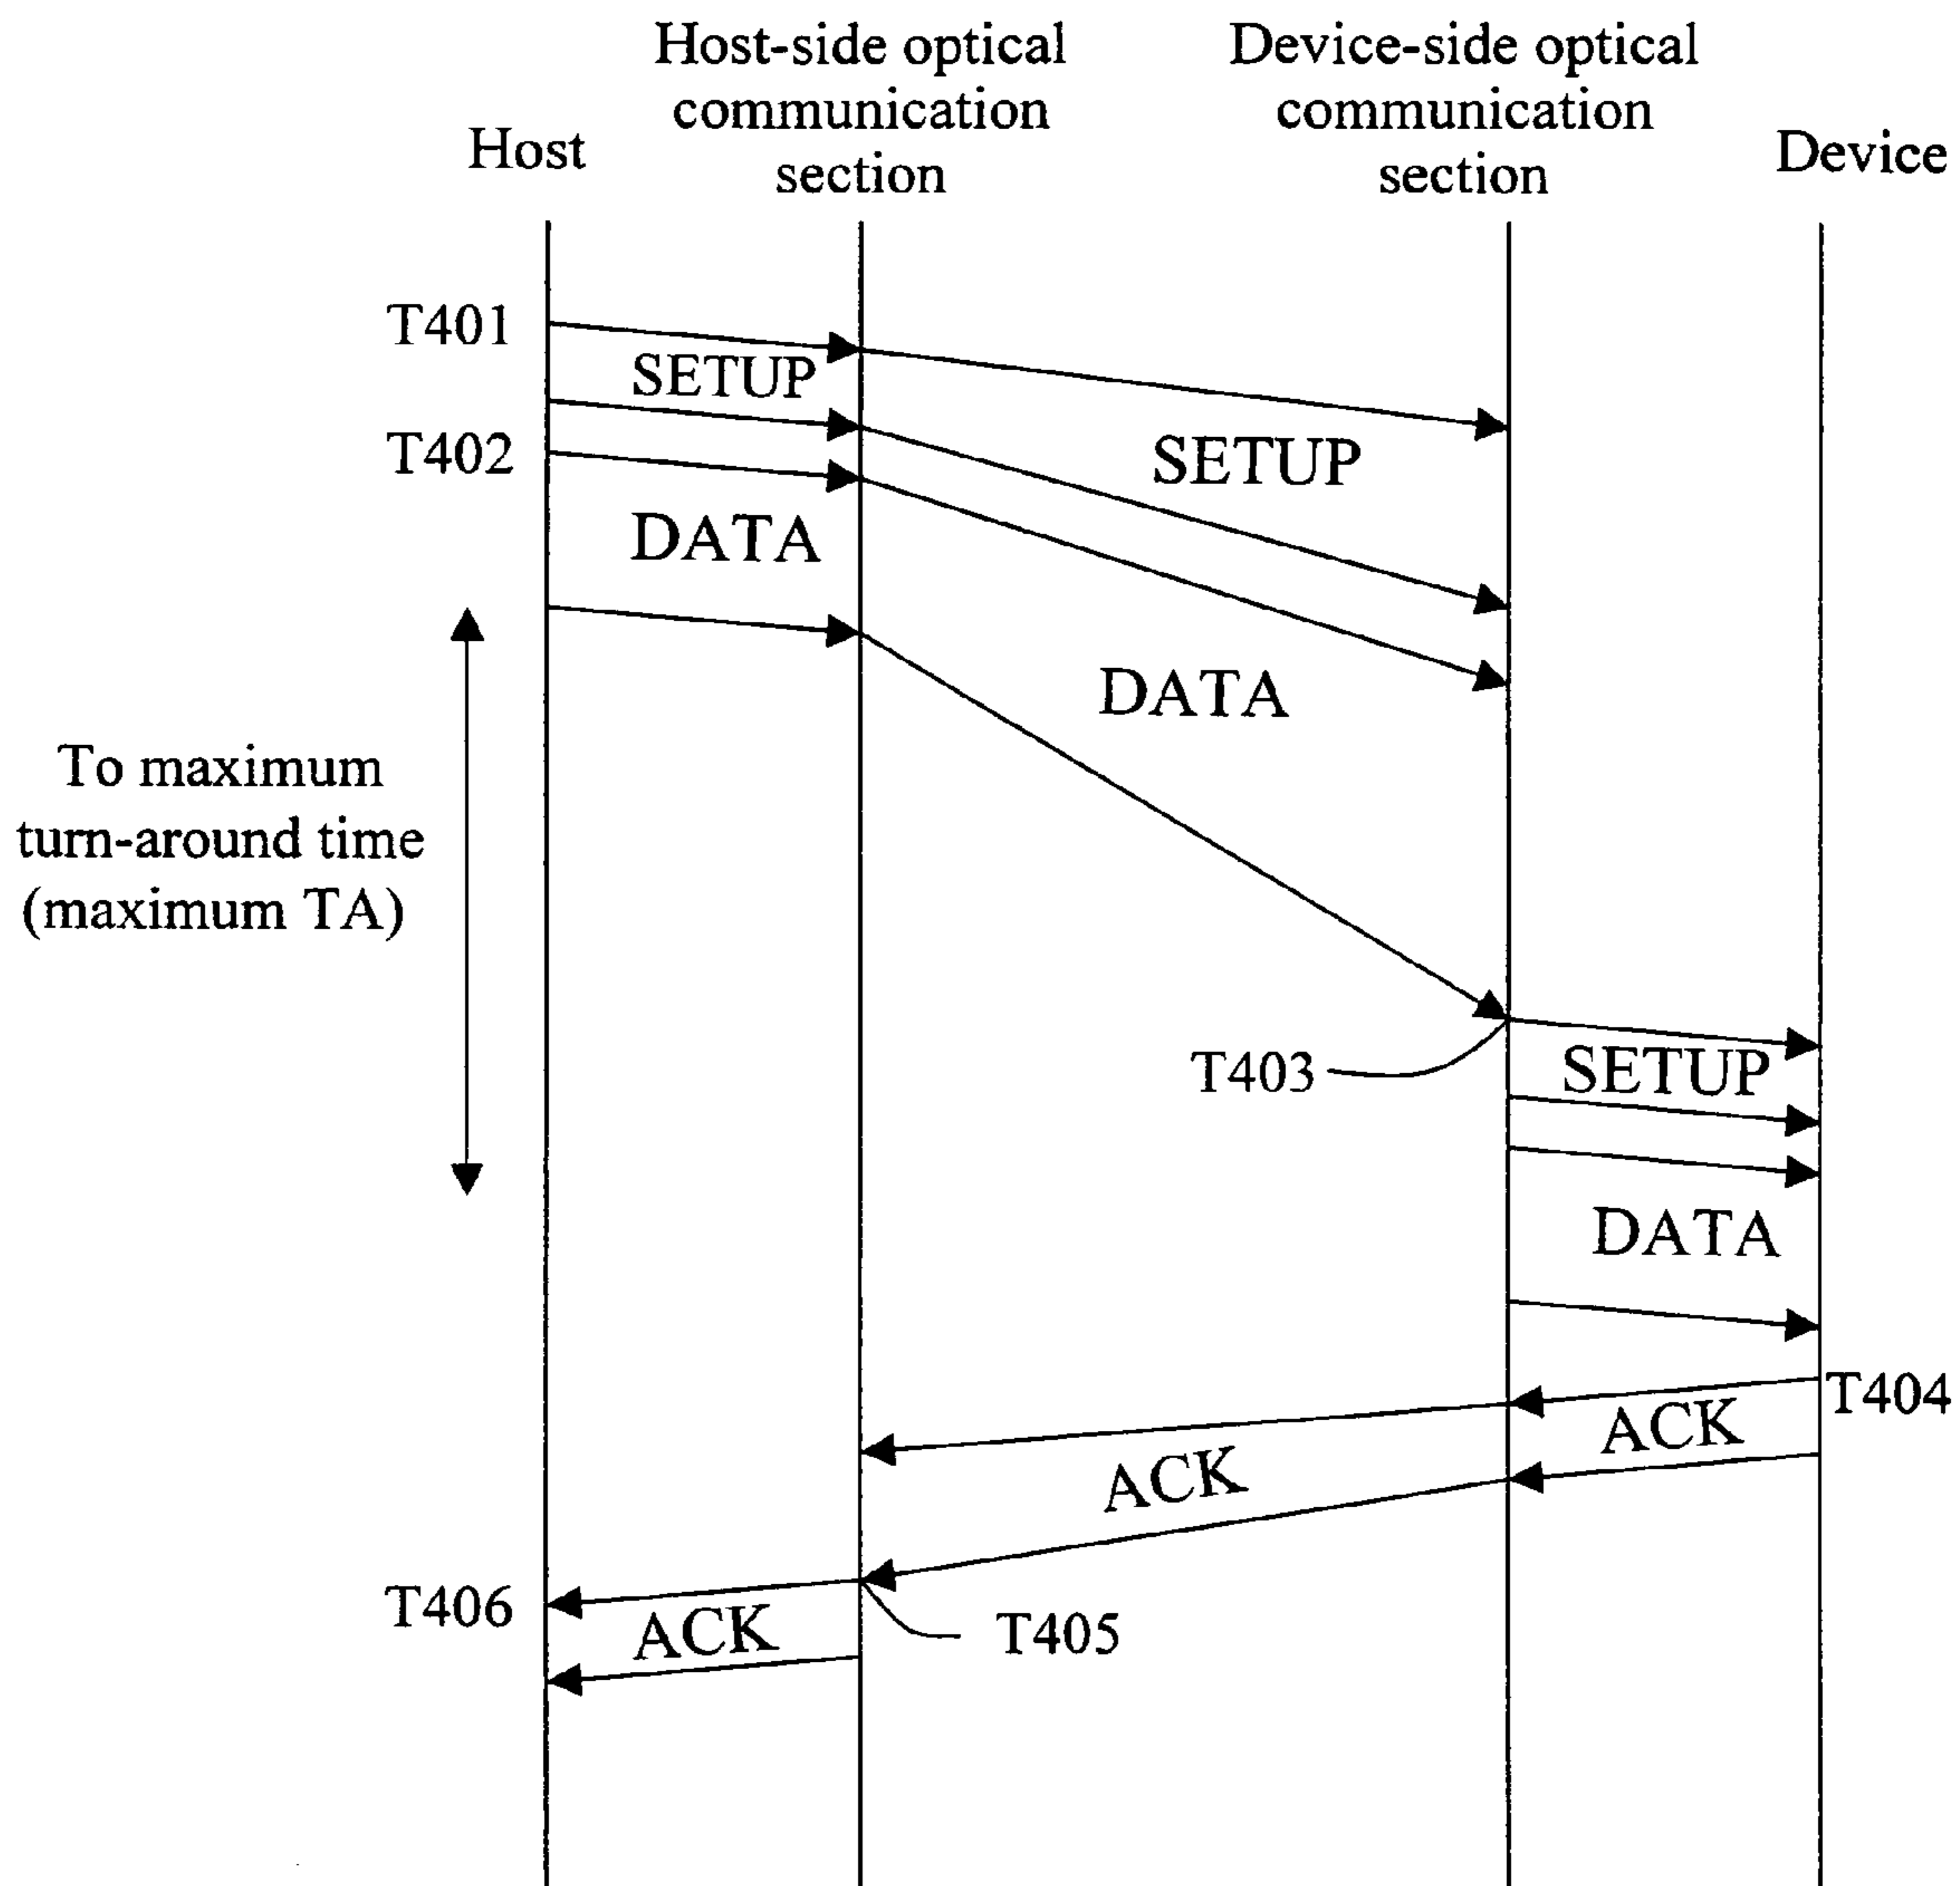 Host-side optical
communication
section
Device-side optical
communication
section
Host
Device
T401
SETUP
T402
SETUP
DATA
DATA
To maximum
turn-around time
(maximum TA)
T403
SETUP
DATA
T404
ACK
ACK
T406
ACK
T405